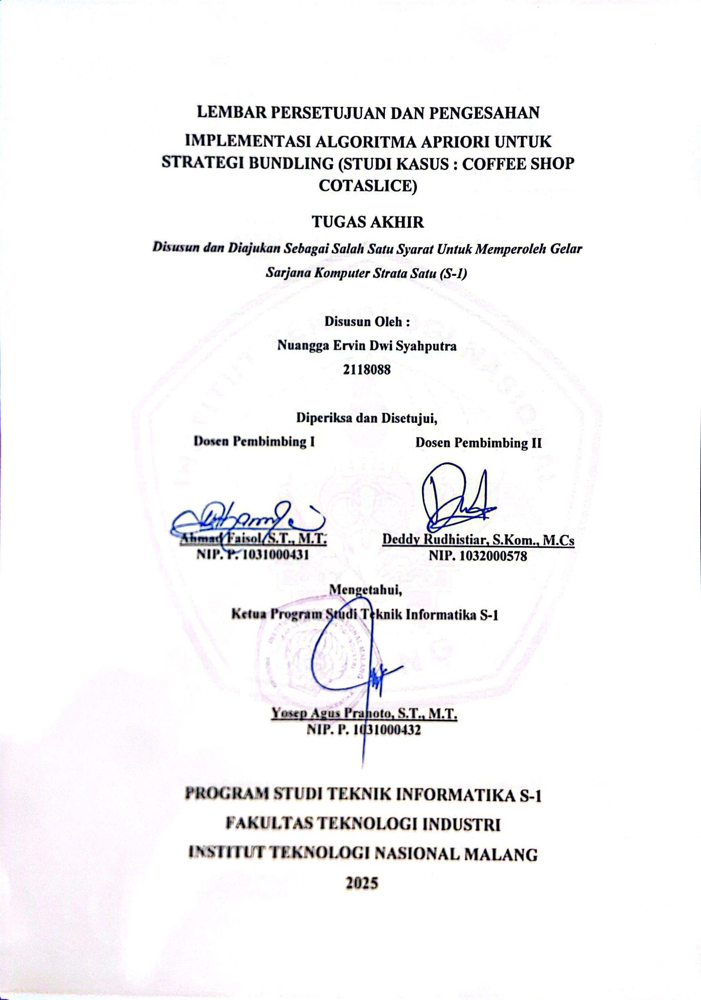 LEMBAR PERSETUJUAN DAN PENGESAHAN
IMPLEMENTASI ALGORITMA APRIORI UNTUK
STRATEGI BUNDLING (STUDI KASUS : COFFEE SHOP
COTASLICE)
TUGAS AKHIR
Disusun dan Diajukan Sebagai Salah Satu Syarat Untuk Memperoleh Gelar
Sarjana Komputer Strata Satu (S-1)
Disusun Oleh :
Nuangga Ervin Dwi Syahputra
2118088
Diperiksa dan Disetujui,
Dosen Pembimbing I
Dosen Pembimbing II
Ahmad Faisol, S.T., M.T.
NIP. P. 1031000431
Deddy Rudhistiar, S.Kom., M.Cs
NIP. 1032000578
Mengetahui,
Ketua Program Studi Teknik Informatika S-1
Yosep Agus Pranoto, S.T., M.T.
NIP. P. 1031000432
PROGRAM STUDI TEKNIK INFORMATIKA S-1
FAKULTAS TEKNOLOGI INDUSTRI
INSTITUT TEKNOLOGI NASIONAL MALANG
2025